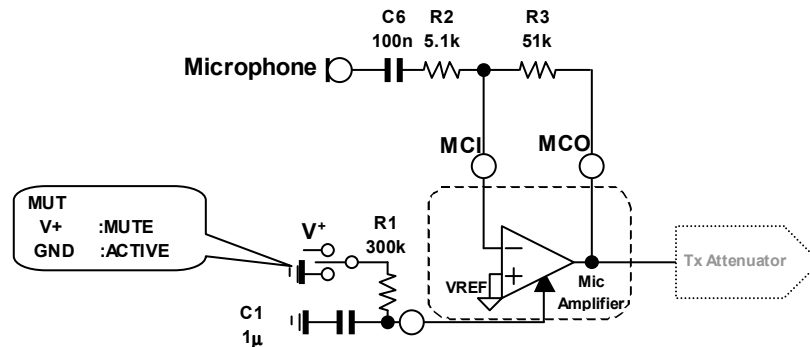 C6 R2 R3
100n 5.1k 51k
Microphone
MCI MCO
MUT
V+ :MUTE
GND :ACTIVE
V+
R1
300k
VREF
Mic
Amplifier
Tx Attenuator
C1
1μ